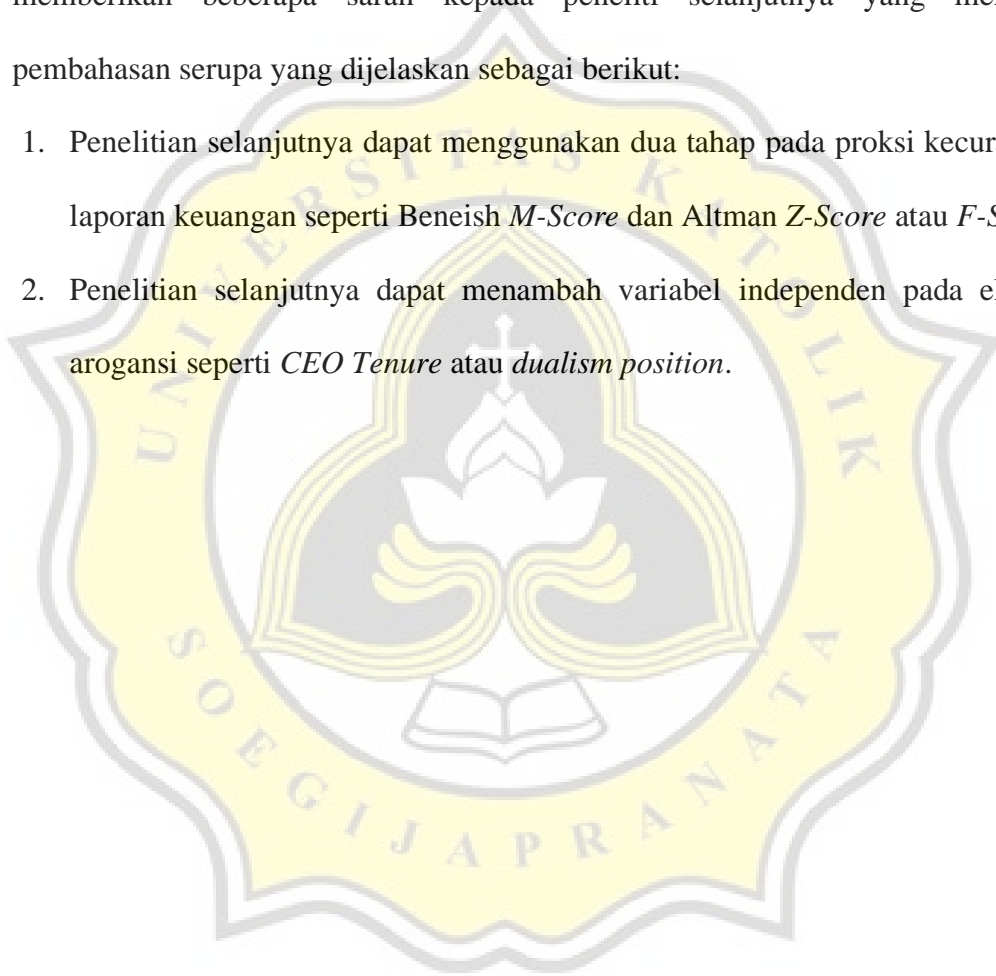 memberikan beberapa saran kepada peneliti selanjutnya yang
pembahasan serupa yang dijelaskan sebagai berikut:
1. Penelitian selanjutnya dapat menggunakan dua tahap pada proksi
laporan keuangan seperti Beneish M-Score dan Altman Z-Score atau
2. Penelitian selanjutnya dapat menambah variabel independen pada
arogansi seperti CEO Tenure atau dualism position.
UNIVERSITAS KATOLIK
SOEGIJAPRANATA